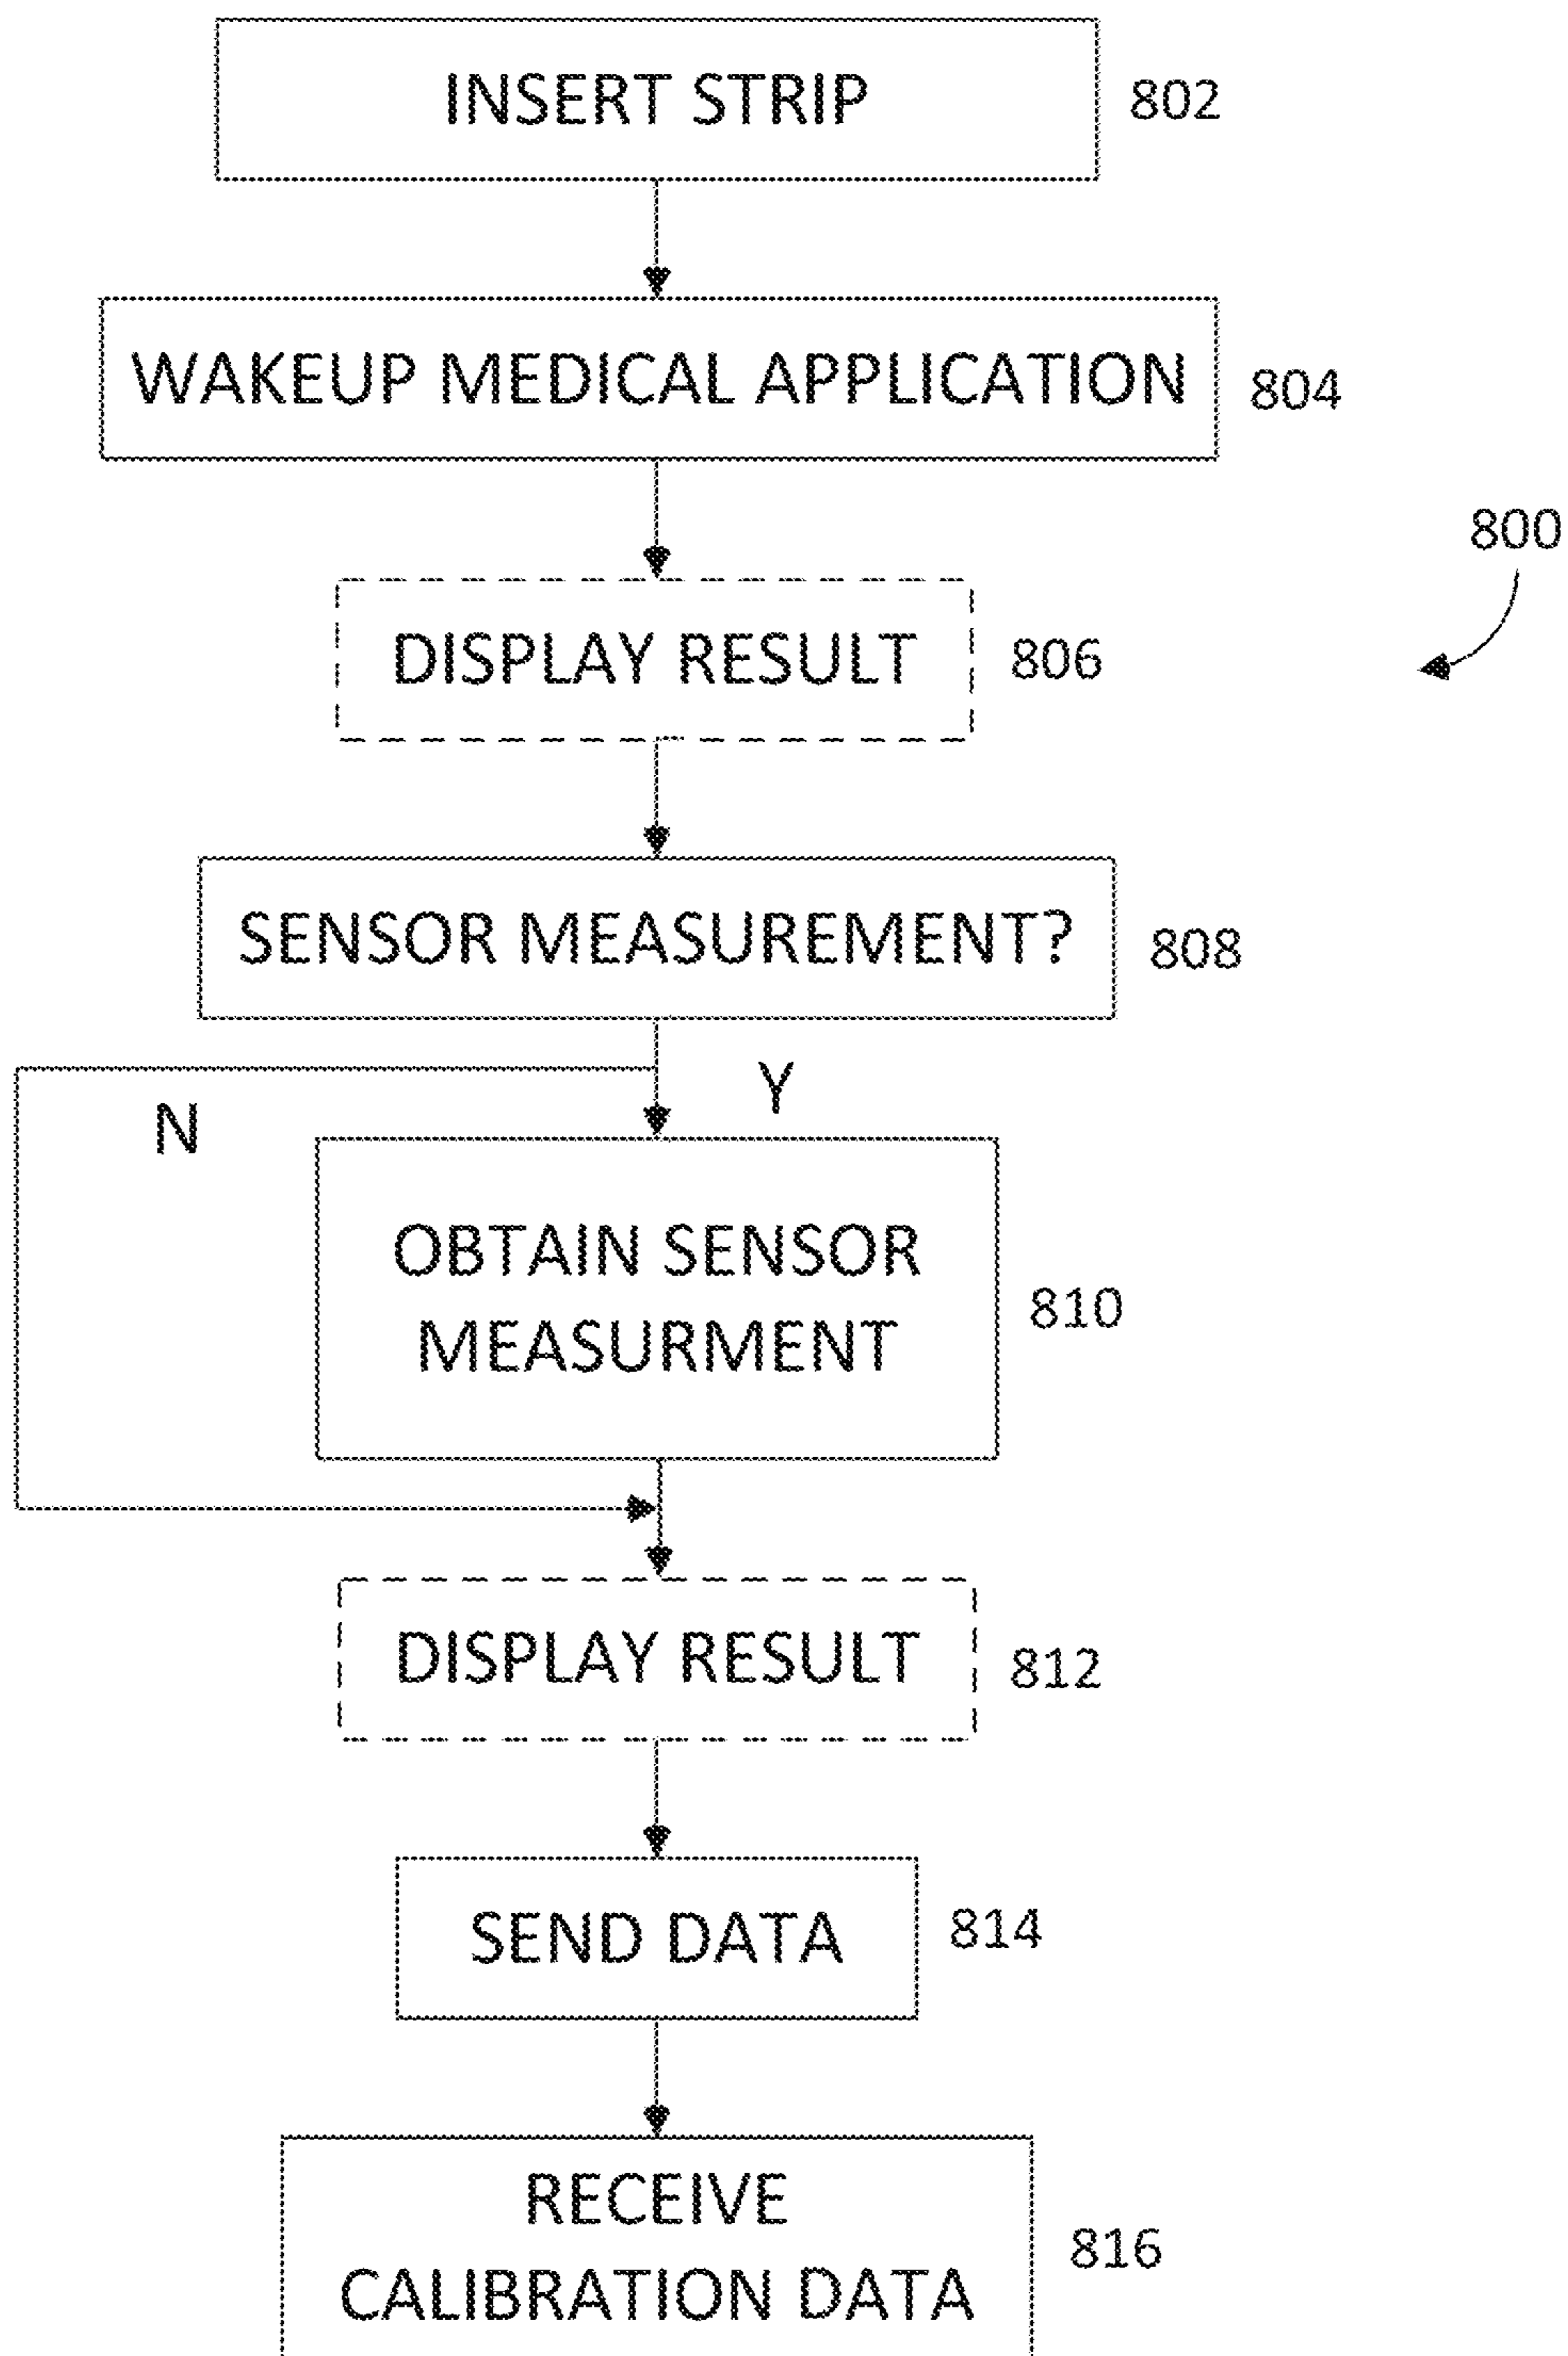 INSERT STRIP
802
WAKEUP MEDICAL APPLICATION
804
800
DISPLAY RESULT
806
SENSOR MEASUREMENT?
808
Y
N
OBTAIN SENSOR
MEASURMENT
810
DISPLAY RESULT
812
SEND DATA
814
RECEIVE
CALIBRATION DATA
816